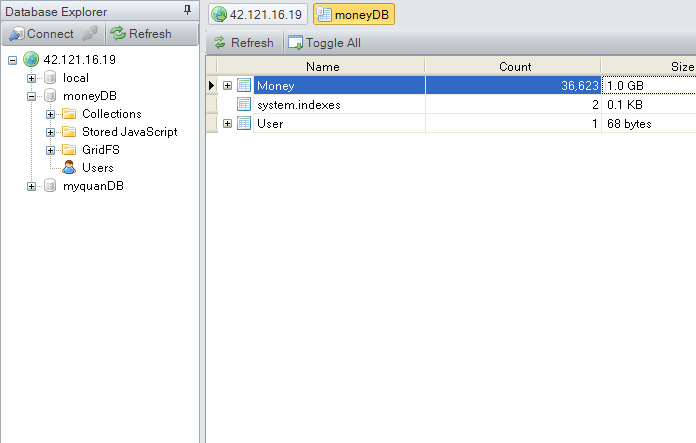 Database Explorer
Connect Refresh
42.121.16.19
local
moneyDB
Collections
Stored JavaScript
GridFS
Users
myquanDB
42.121.16.19 moneyDB
Refresh Toggle All
Name Count Size
Money 36,623 1.0 GB
system.indexes 2 0.1 KB
User 1 68 bytes